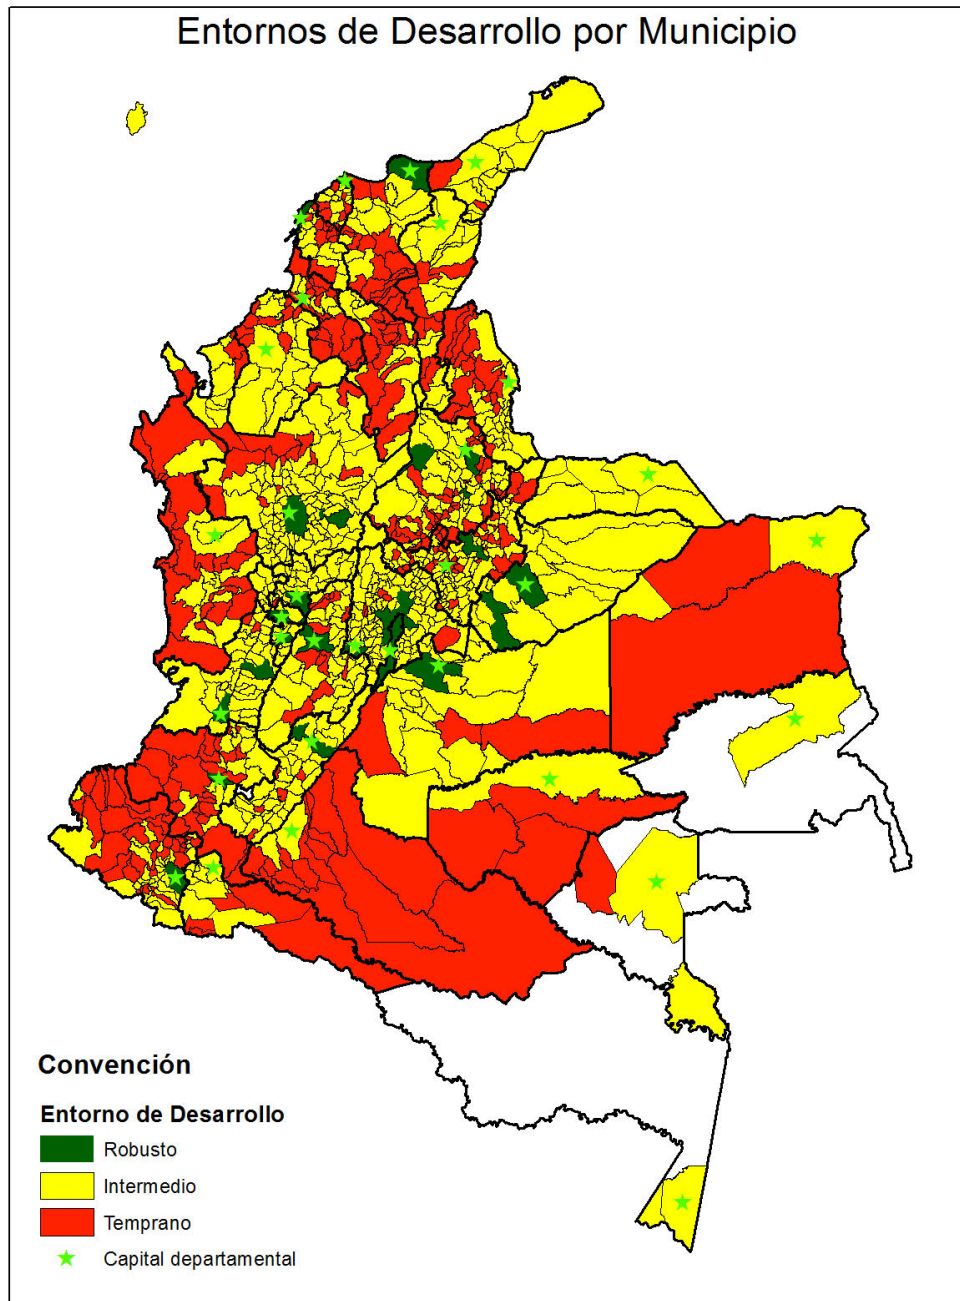 Entornos de Desarrollo por Municipio
Convención
Entorno de Desarrollo
Robusto
Intermedio
Temprano
Capital departamental